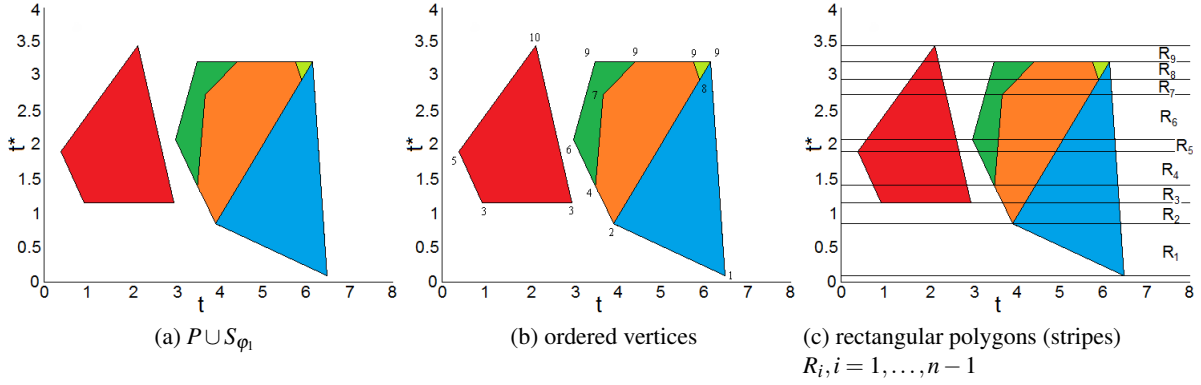 4
3.5
3
2.5
t*
2
1.5
1
0.5
0
0 1 2 3 4 5 6 7 8
t
(a) P ∪ S_φ₁
4
3.5
3
2.5
t*
2
1.5
1
0.5
0
10
9 9 9 9
8
7
6
5
4
3 3
2
1
0 1 2 3 4 5 6 7 8
t
(b) ordered vertices
4
3.5
3
2.5
t*
2
1.5
1
0.5
0
R₉
R₈
R₇
R₆
R₅
R₄
R₃
R₂
R₁
0 1 2 3 4 5 6 7 8
t
(c) rectangular polygons (stripes)
Rᵢ, i = 1, . . . , n − 1